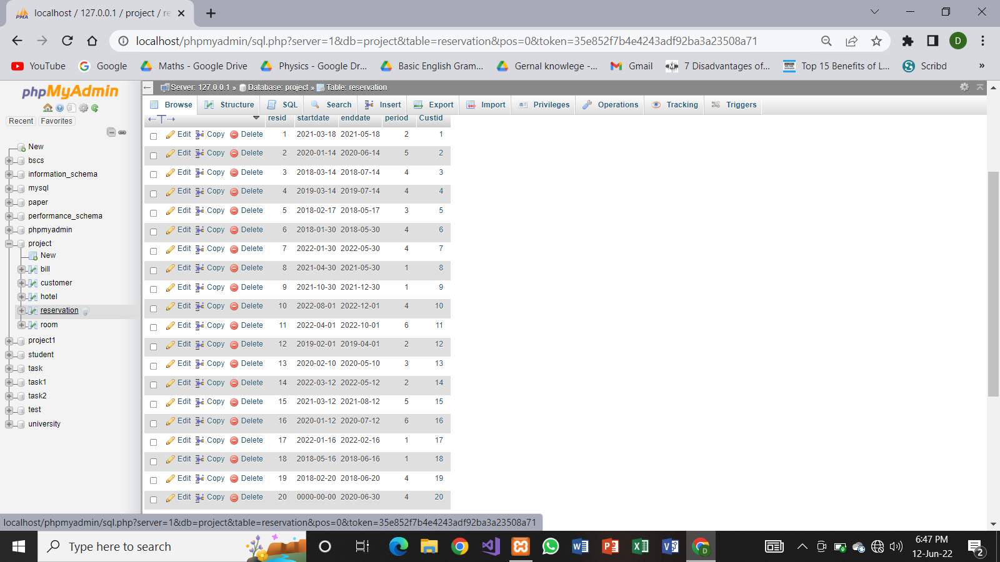 localhost / 127.0.0.1 / project / re
localhost/phpmyadmin/sql.php?server=1&db=project&table=reservation&pos=0&token=35e852f7b4e4243adf92ba3a23508a71
D
YouTube Google Maths - Google Drive Physics - Google Dr... Basic English Gram... Gernal knowlege -... Gmail 7 Disadvantages of... Top 15 Benefits of L... Scribd »
phpMyAdmin
Recent Favorites
New
bscs
information_schema
mysql
paper
performance_schema
phpmyadmin
project
New
bill
customer
hotel
reservation
room
project1
student
task
task1
task2
test
university
Server: 127.0.0.1 » Database: project » Table: reservation
Browse Structure SQL Search Insert Export Import Privileges Operations Tracking Triggers
resid startdate enddate period Custid
Edit Copy Delete 1 2021-03-18 2021-05-18 2 1
Edit Copy Delete 2 2020-01-14 2020-06-14 5 2
Edit Copy Delete 3 2018-03-14 2018-07-14 4 3
Edit Copy Delete 4 2019-03-14 2019-07-14 4 4
Edit Copy Delete 5 2018-02-17 2018-05-17 3 5
Edit Copy Delete 6 2018-01-30 2018-05-30 4 6
Edit Copy Delete 7 2022-01-30 2022-05-30 4 7
Edit Copy Delete 8 2021-04-30 2021-05-30 1 8
Edit Copy Delete 9 2021-10-30 2021-12-30 1 9
Edit Copy Delete 10 2022-08-01 2022-12-01 4 10
Edit Copy Delete 11 2022-04-01 2022-10-01 6 11
Edit Copy Delete 12 2019-02-01 2019-04-01 2 12
Edit Copy Delete 13 2020-02-10 2020-05-10 3 13
Edit Copy Delete 14 2022-03-12 2022-05-12 2 14
Edit Copy Delete 15 2021-03-12 2021-08-12 5 15
Edit Copy Delete 16 2020-01-12 2020-07-12 6 16
Edit Copy Delete 17 2022-01-16 2022-02-16 1 17
Edit Copy Delete 18 2018-05-16 2018-06-16 1 18
Edit Copy Delete 19 2018-02-20 2018-06-20 4 19
Edit Copy Delete 20 0000-00-00 2020-06-30 4 20
localhost/phpmyadmin/sql.php?server=1&db=project&table=reservation&pos=0&token=35e852f7b4e4243adf92ba3a23508a71
Type here to search
6:47 PM
12-Jun-22
2